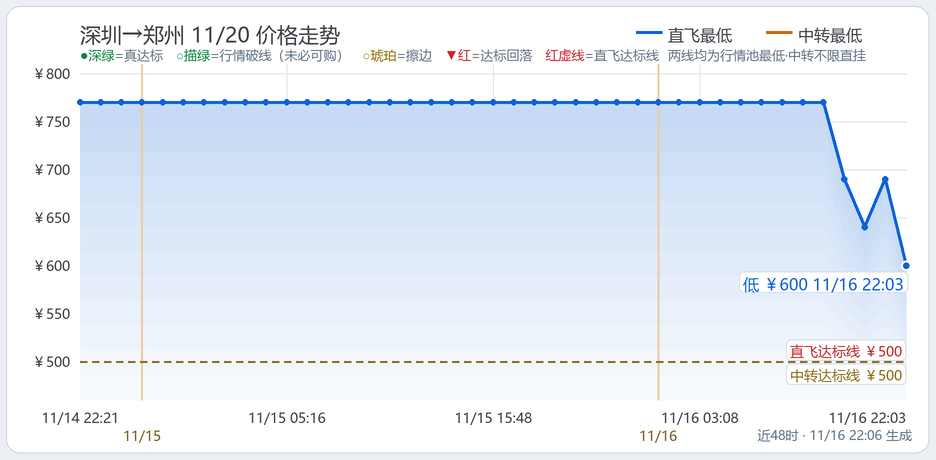 深圳→郑州 11/20 价格走势
直飞最低 中转最低
●深绿=真达标 ○描绿=行情破线（未必可购） ○琥珀=擦边 ▼红=达标回落 红虚线=直飞达标线 两线均为行情池最低·中转不限直挂
¥800
¥750
¥700
¥650
¥600
低 ¥600 11/16 22:03
¥550
直飞达标线 ¥500
¥500
中转达标线 ¥500
11/14 22:21 11/15 05:16 11/15 15:48 11/16 03:08 11/16 22:03
11/15 11/16
近48时 · 11/16 22:06 生成